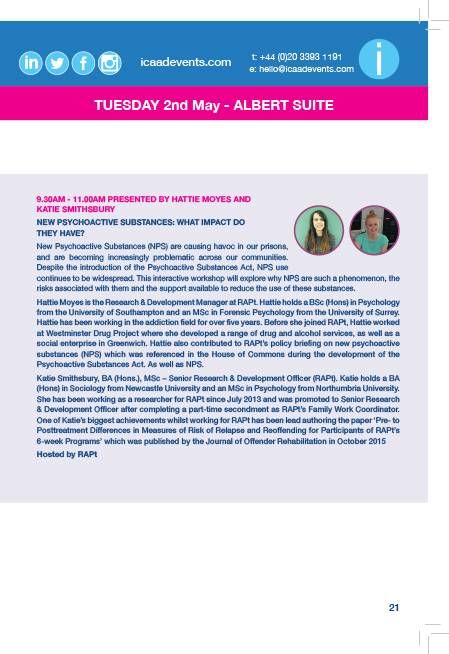 in f i
icaadevents.com
t: +44 (0)20 3393 1191
e: hello@icaadevents.com
TUESDAY 2nd May - ALBERT SUITE
9.30AM - 11.00AM PRESENTED BY HATTIE MOYES AND
KATIE SMITHSBURY
NEW PSYCHOACTIVE SUBSTANCES: WHAT IMPACT DO
THEY HAVE?
New Psychoactive Substances (NPS) are causing havoc in our prisons,
and are becoming increasingly problematic across our communities.
Despite the introduction of the Psychoactive Substances Act, NPS use
continues to be widespread. This interactive workshop will explore why NPS are such a phenomenon, the
risks associated with them and the support available to reduce the use of these substances.
Hattie Moyes is the Research & Development Manager at RAPt. Hattie holds a BSc (Hons) in Psychology
from the University of Southampton and an MSc in Forensic Psychology from the University of Surrey.
Hattie has been working in the addiction field for over five years. Before she joined RAPt, Hattie worked
at Westminster Drug Project where she developed a range of drug and alcohol services, as well as a
social enterprise in Greenwich. Hattie also contributed to RAPt's policy briefing on new psychoactive
substances (NPS) which was referenced in the House of Commons during the development of the
Psychoactive Substances Act. As well as NPS.
Katie Smithsbury, BA (Hons.), MSc – Senior Research & Development Officer (RAPt). Katie holds a BA
(Hons) in Sociology from Newcastle University and an MSc in Psychology from Northumbria University.
She has been working as a researcher for RAPt since July 2013 and was promoted to Senior Research
& Development Officer after completing a part-time secondment as RAPt's Family Work Coordinator.
One of Katie's biggest achievements whilst working for RAPt has been lead authoring the paper 'Pre- to
Posttreatment Differences in Measures of Risk of Relapse and Reoffending for Participants of RAPt's
6-week Programs' which was published by the Journal of Offender Rehabilitation in October 2015
Hosted by RAPt
21